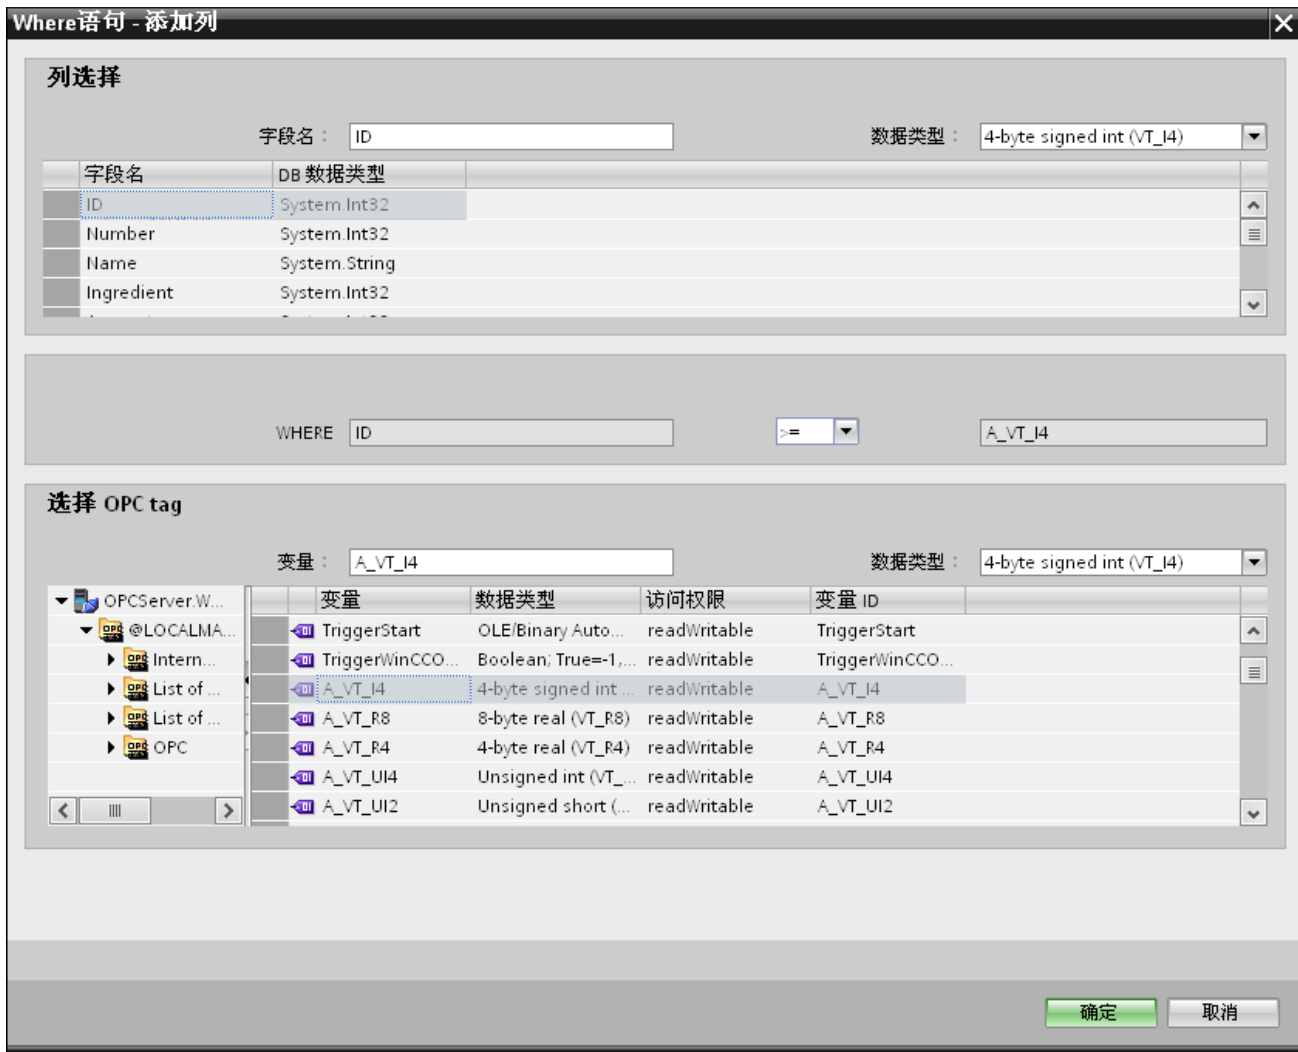 Where语句 - 添加列
列选择
字段名： ID 数据类型： 4-byte signed int (VT_I4)
字段名 DB 数据类型
ID System.Int32
Number System.Int32
Name System.String
Ingredient System.Int32
WHERE ID >= A_VT_I4
选择 OPC tag
变量： A_VT_I4 数据类型： 4-byte signed int (VT_I4)
OPCServer.W...
@LOCALMA...
Intern...
List of ...
List of ...
OPC
变量 数据类型 访问权限 变量 ID
TriggerStart OLE/Binary Auto... readWritable TriggerStart
TriggerWinCCO... Boolean; True=-1,... readWritable TriggerWinCCO...
A_VT_I4 4-byte signed int ... readWritable A_VT_I4
A_VT_R8 8-byte real (VT_R8) readWritable A_VT_R8
A_VT_R4 4-byte real (VT_R4) readWritable A_VT_R4
A_VT_UI4 Unsigned int (VT_... readWritable A_VT_UI4
A_VT_UI2 Unsigned short (... readWritable A_VT_UI2
确定 取消